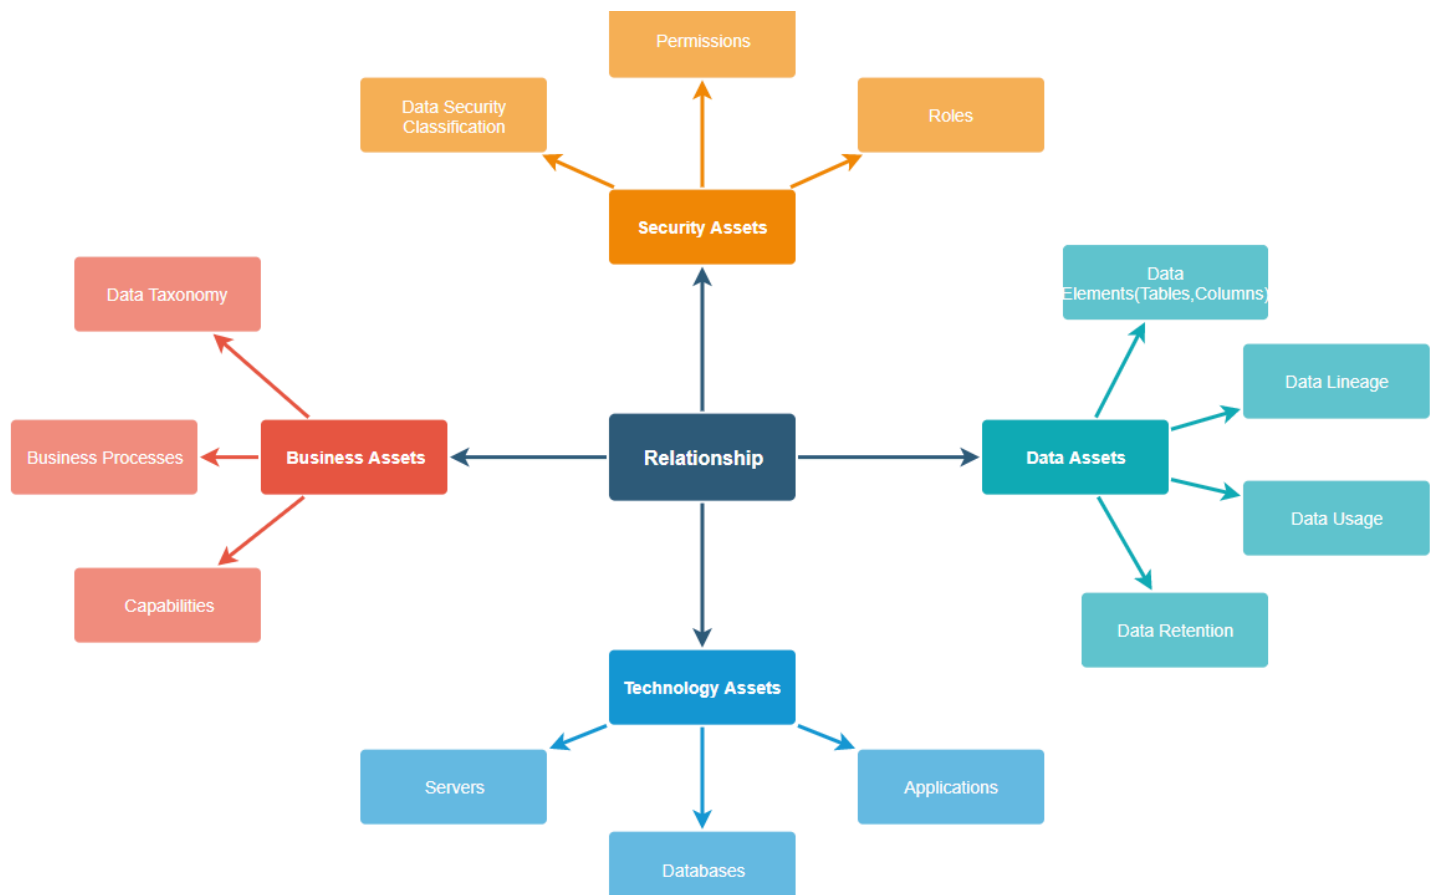 Permissions
Data Security
Classification
Roles
Security Assets
Data Taxonomy
Data
Elements(Tables,Columns)
Data Lineage
Business Processes
Business Assets
Relationship
Data Assets
Data Usage
Capabilities
Data Retention
Technology Assets
Servers
Applications
Databases